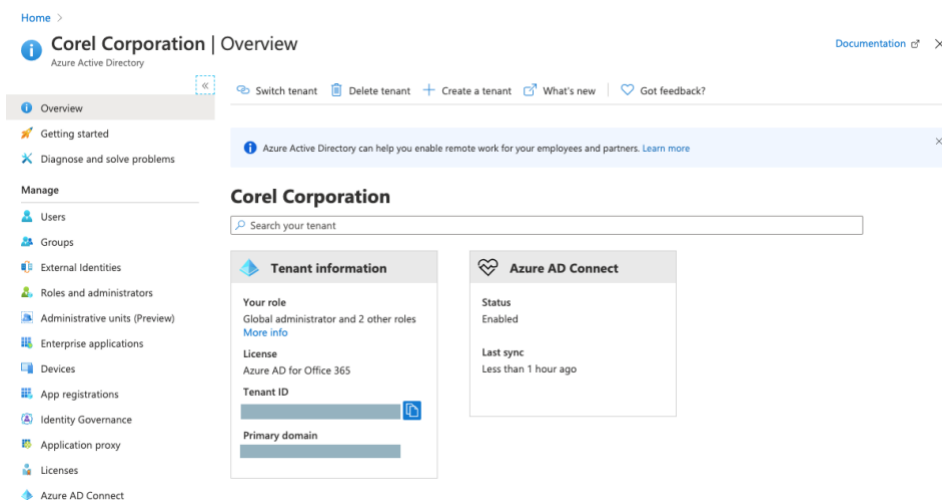 Home >
Corel Corporation | Overview
Azure Active Directory
Documentation
«
Switch tenant
Delete tenant
Create a tenant
What's new
Got feedback?
Overview
Getting started
Diagnose and solve problems
Manage
Users
Groups
External Identities
Roles and administrators
Administrative units (Preview)
Enterprise applications
Devices
App registrations
Identity Governance
Application proxy
Licenses
Azure AD Connect
Azure Active Directory can help you enable remote work for your employees and partners. Learn more
Corel Corporation
Search your tenant
Tenant information
Your role
Global administrator and 2 other roles
More info
License
Azure AD for Office 365
Tenant ID
Primary domain
Azure AD Connect
Status
Enabled
Last sync
Less than 1 hour ago